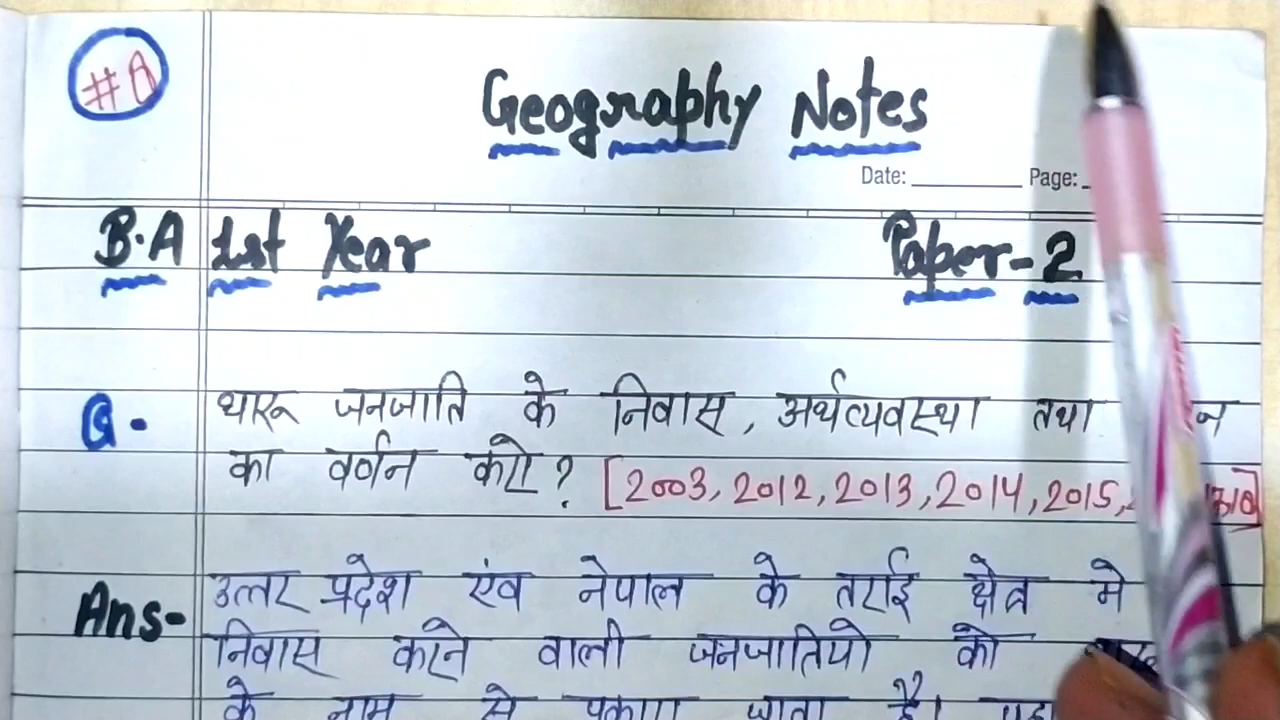 #8
Geography Notes
Date: Page:
B.A 1st Year Paper-2
Q. थारू जनजाति के निवास, अर्थव्यवस्था तथा
का वर्णन करो? [2003, 2012, 2013, 2014, 2015,
Ans- उत्तर प्रदेश एंव नेपाल के तराई क्षेत्र मे
निवास करने वाली जनजातियो को
के नाम से पुकारा जाता है।